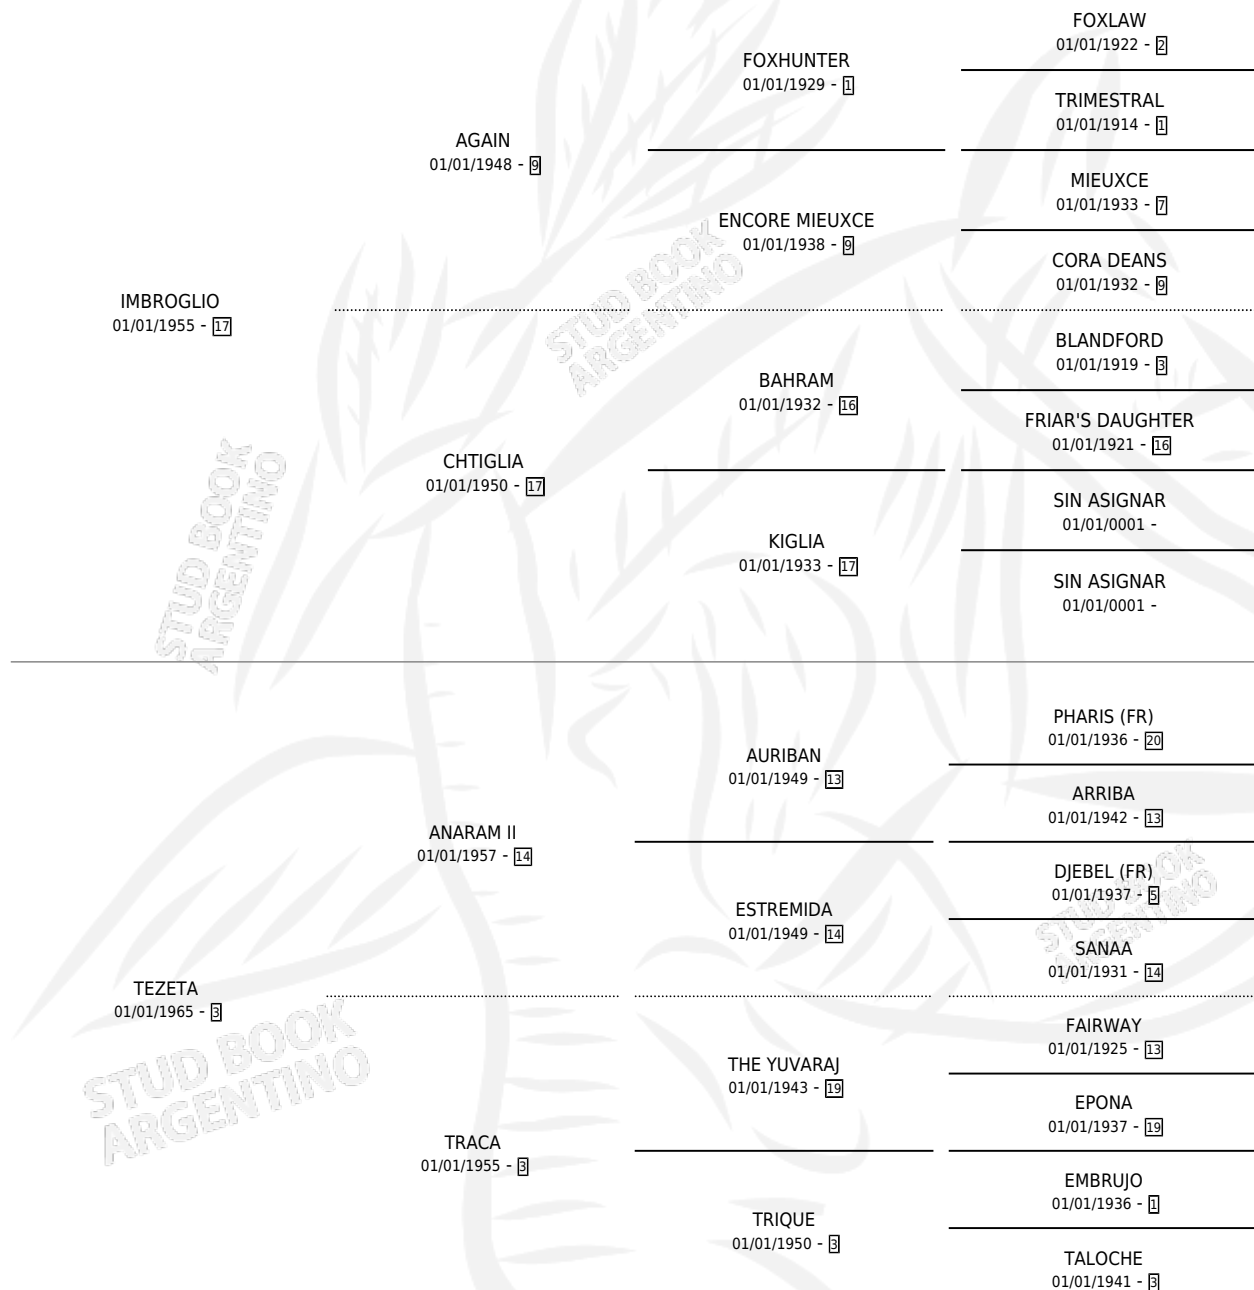 FOXLAW
01/01/1922 - 2
FOXHUNTER
01/01/1929 - 1
TRIMESTRAL
01/01/1914 - 1
AGAIN
01/01/1948 - 9
MIEUXCE
01/01/1933 - 7
ENCORE MIEUXCE
01/01/1938 - 9
CORA DEANS
01/01/1932 - 9
IMBROGLIO
01/01/1955 - 17
STUD BOOK
ARGENTINO
BLANDFORD
01/01/1919 - 3
BAHRAM
01/01/1932 - 16
FRIAR'S DAUGHTER
01/01/1921 - 16
CHTIGLIA
01/01/1950 - 17
SIN ASIGNAR
01/01/0001 -
KIGLIA
01/01/1933 - 17
SIN ASIGNAR
01/01/0001 -
STUD BOOK
ARGENTINO
PHARIS (FR)
01/01/1936 - 20
AURIBAN
01/01/1949 - 13
ARRIBA
01/01/1942 - 13
ANARAM II
01/01/1957 - 14
DJEBEL (FR)
01/01/1937 - 5
ESTREMIDA
01/01/1949 - 14
SANAA
01/01/1931 - 14
STUD BOOK
ARGENTINO
TEZETA
01/01/1965 - 3
FAIRWAY
01/01/1925 - 13
THE YUVARAJ
01/01/1943 - 19
EPONA
01/01/1937 - 19
STUD BOOK
ARGENTINO
TRACA
01/01/1955 - 3
EMBRUJO
01/01/1936 - 1
TRIQUE
01/01/1950 - 3
TALOCHE
01/01/1941 - 3